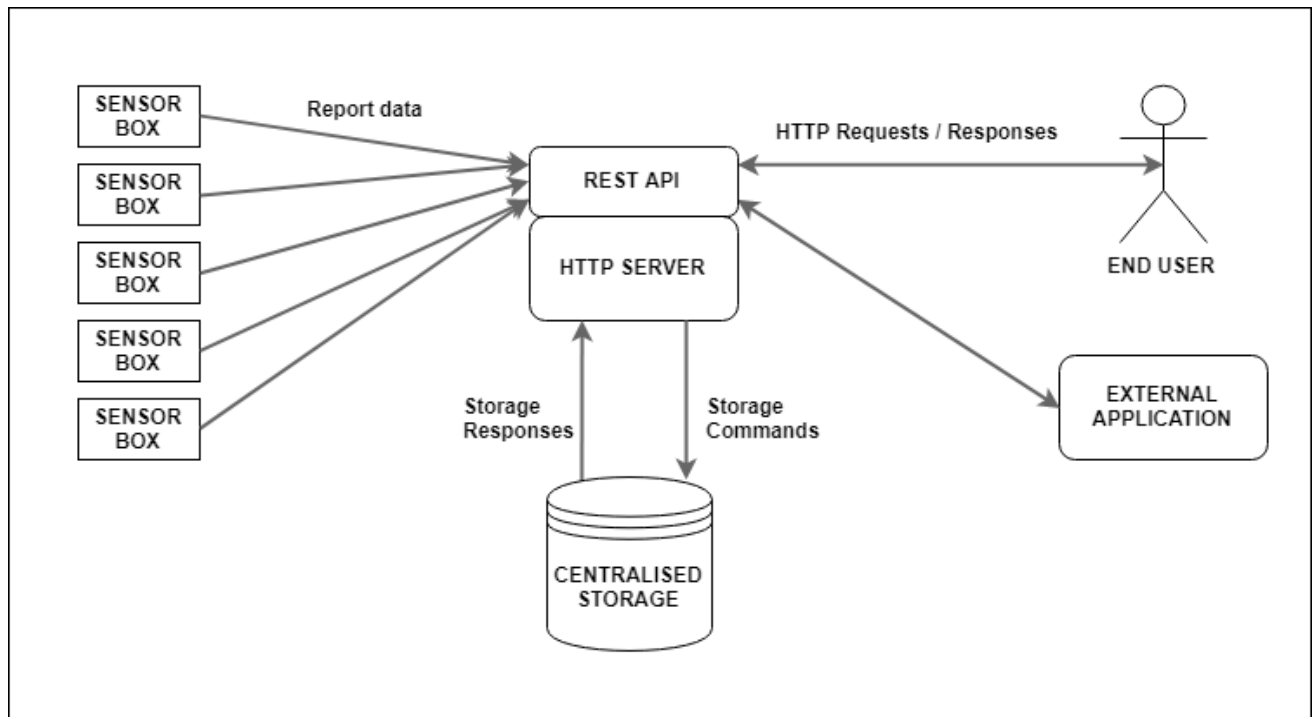 SENSOR
BOX
Report data
SENSOR
BOX
SENSOR
BOX
SENSOR
BOX
SENSOR
BOX
REST API
HTTP SERVER
HTTP Requests / Responses
END USER
EXTERNAL
APPLICATION
Storage
Responses
Storage
Commands
CENTRALISED
STORAGE